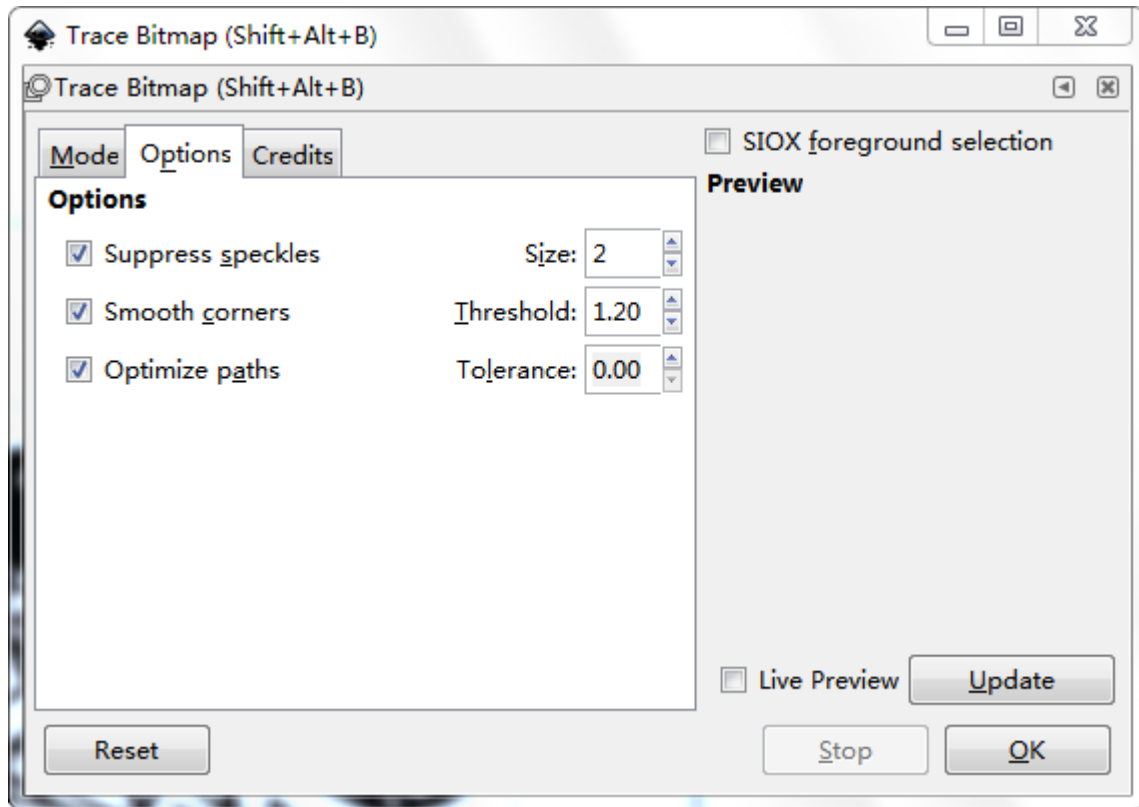 Trace Bitmap (Shift+Alt+B)
Trace Bitmap (Shift+Alt+B)
Mode Options Credits
SIOX foreground selection
Preview
Options
Suppress speckles Size: 2
Smooth corners Threshold: 1.20
Optimize paths Tolerance: 0.00
Live Preview Update
Reset Stop OK